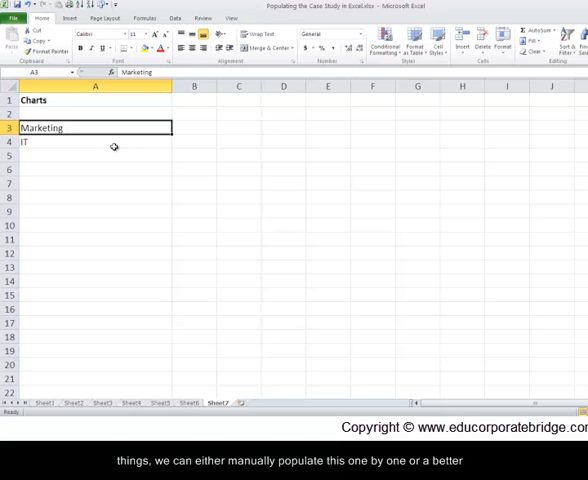 Populating the Case Study in Excel.xlsx - Microsoft Excel
File Home Insert Page Layout Formulas Data Review View
Cut
Copy
Format Painter
Paste
Clipboard
Calibri 11
Font
Wrap Text
Merge & Center
Alignment
General
Number
Conditional Formatting
Format as Table
Cell Styles
Styles
Insert Delete Format
Cells
AutoSum
Fill
Clear
Sort & Filter
A3 fx Marketing
A B C D E F G H I J
1 Charts
2
3 Marketing
4 IT
5
6
7
8
9
10
11
12
13
14
15
16
17
18
19
20
21
22
Sheet1 Sheet2 Sheet3 Sheet4 Sheet5 Sheet6 Sheet7
Ready
Copyright © www.educorporatebridge.com
things, we can either manually populate this one by one or a better